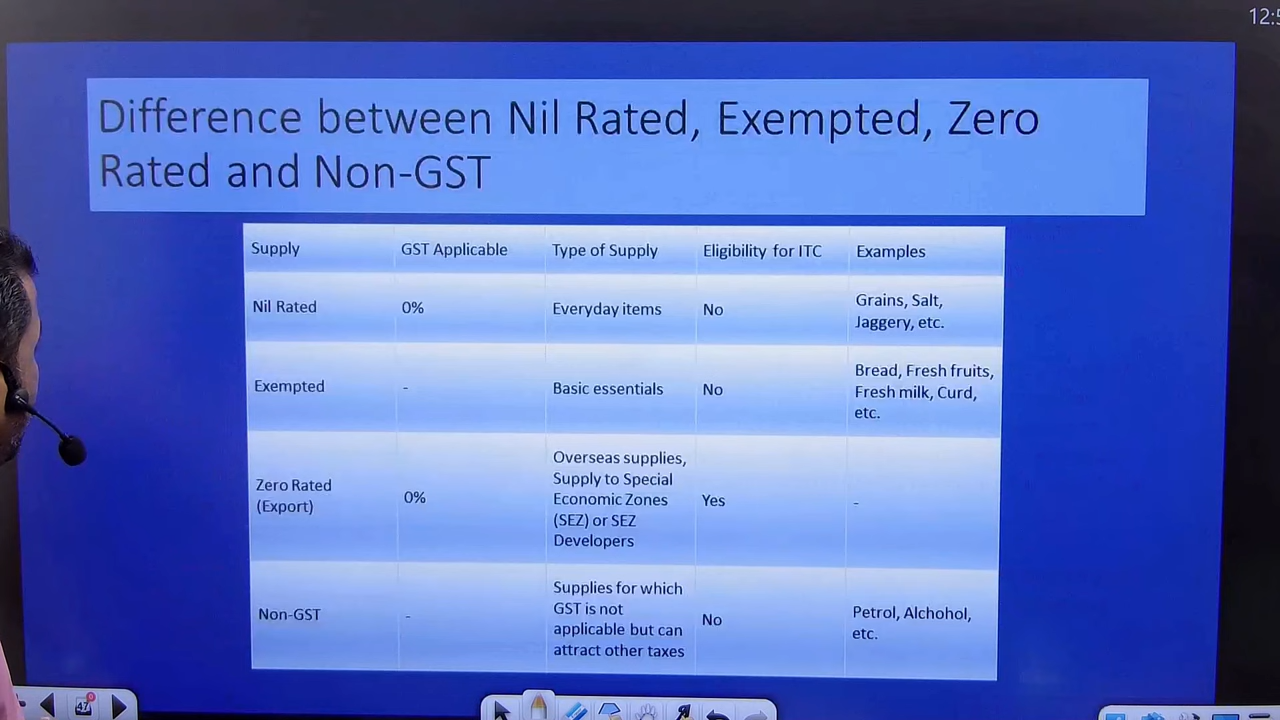 12:5
Difference between Nil Rated, Exempted, Zero
Rated and Non-GST
Supply
GST Applicable
Type of Supply
Eligibility for ITC
Examples
Nil Rated
0%
Everyday items
No
Grains, Salt,
Jaggery, etc.
Exempted
-
Basic essentials
No
Bread, Fresh fruits,
Fresh milk, Curd,
etc.
Zero Rated
(Export)
0%
Overseas supplies,
Supply to Special
Economic Zones
(SEZ) or SEZ
Developers
Yes
-
Non-GST
-
Supplies for which
GST is not
applicable but can
attract other taxes
No
Petrol, Alchohol,
etc.
47